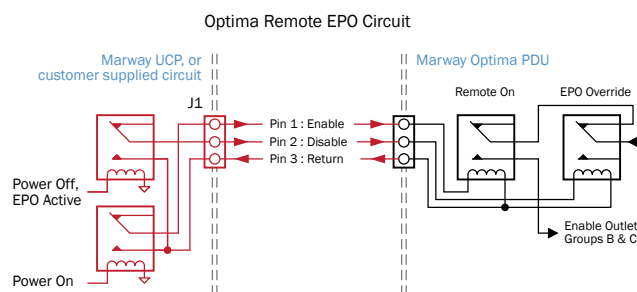 Optima Remote EPO Circuit
Marway UCP, or
customer supplied circuit
Marway Optima PDU
J1
Remote On
EPO Override
Pin 1 : Enable
Pin 2 : Disable
Pin 3 : Return
Power Off,
EPO Active
Power On
Enable Outlet
Groups B & C